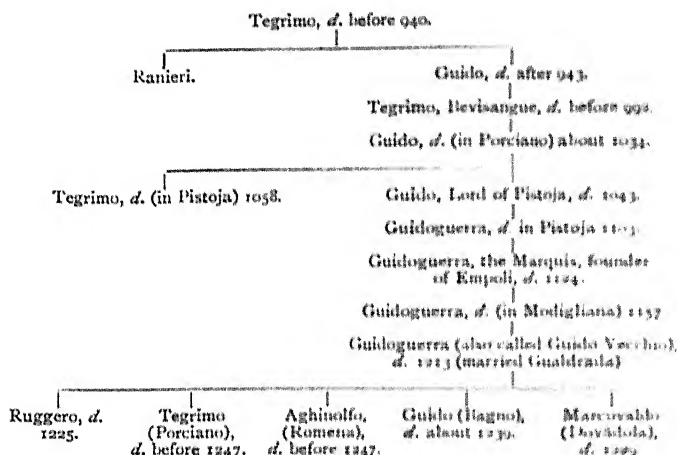 Tegrimo, d. before 940.
Ranieri.
Guido, d. after 943.
Tegrimo, Bevisangue, d. before 992.
Guido, d. (in Porciano) about 1034.
Tegrimo, d. (in Pistoja) 1058.
Guido, Lord of Pistoja, d. 1043.
Guidoguerra, d. in Pistoja 1103.
Guidoguerra, the Marquis, founder
of Empoli, d. 1124.
Guidoguerra, d. (in Modigliana) 1157
Guidoguerra (also called Guido Vecchio),
d. 1213 (married Gualdrada)
Ruggero, d.
1225.
Tegrimo
(Porciano),
d. before 1247.
Aghinolfo,
(Romena),
d. before 1247.
Guido (Bagno),
d. about 1239.
Marcovaldo
(Dovadola),
d. 1229